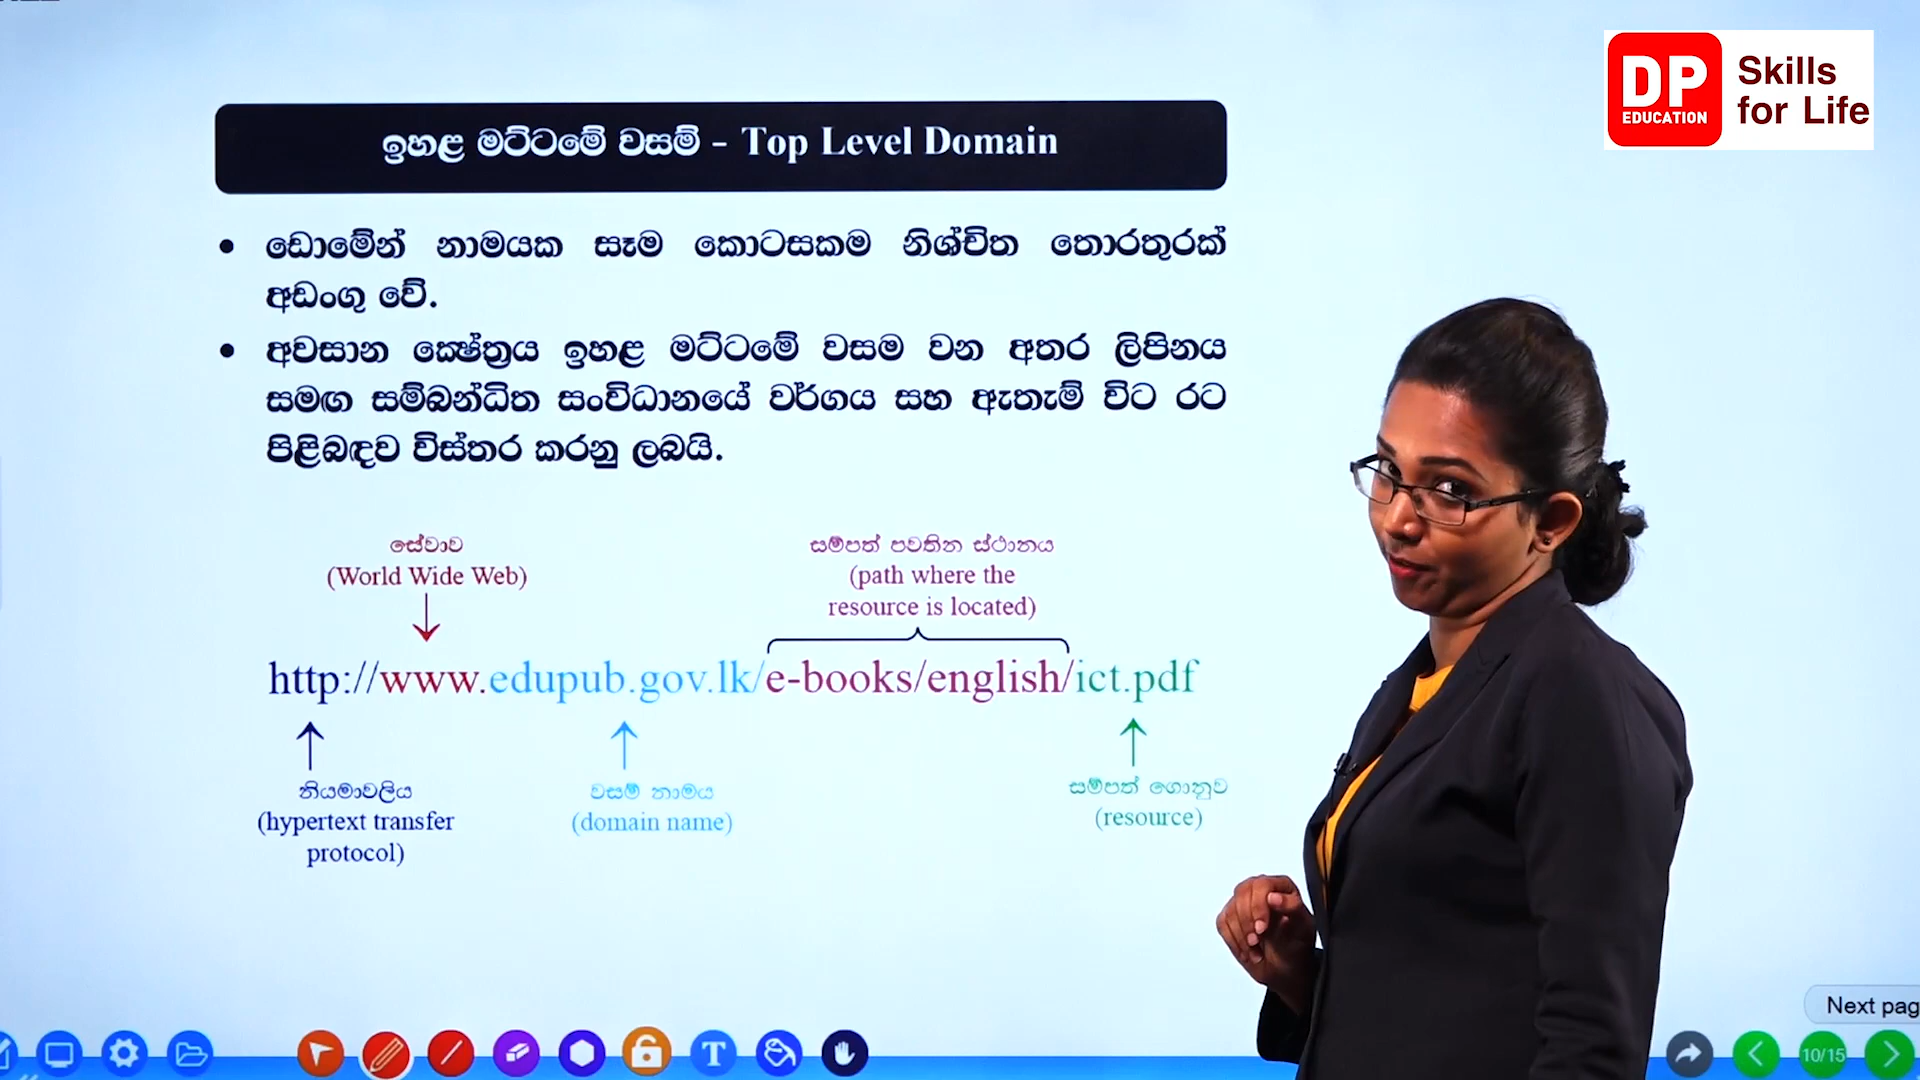 DP
EDUCATION
Skills
for Life
ඉහළ මට්ටමේ වසම් - Top Level Domain
• ඩොමේන් නාමයක සෑම කොටසකම නිශ්චිත තොරතුරක්
අඩංගු වේ.
• අවසාන ක්‍ෂේත්‍රය ඉහළ මට්ටමේ වසම වන අතර ලිපිනය
සමඟ සම්බන්ධිත සංවිධානයේ වර්ගය සහ ඇතැම් විට රට
පිළිබඳව විස්තර කරනු ලබයි.
සේවාව
(World Wide Web)
සම්පත් පවතින ස්ථානය
(path where the
resource is located)
http://www.edupub.gov.lk/e-books/english/ict.pdf
නියමාවලිය
(hypertext transfer
protocol)
වසම් නාමය
(domain name)
සම්පත් ගොනුව
(resource)
Next pag
T
10/15